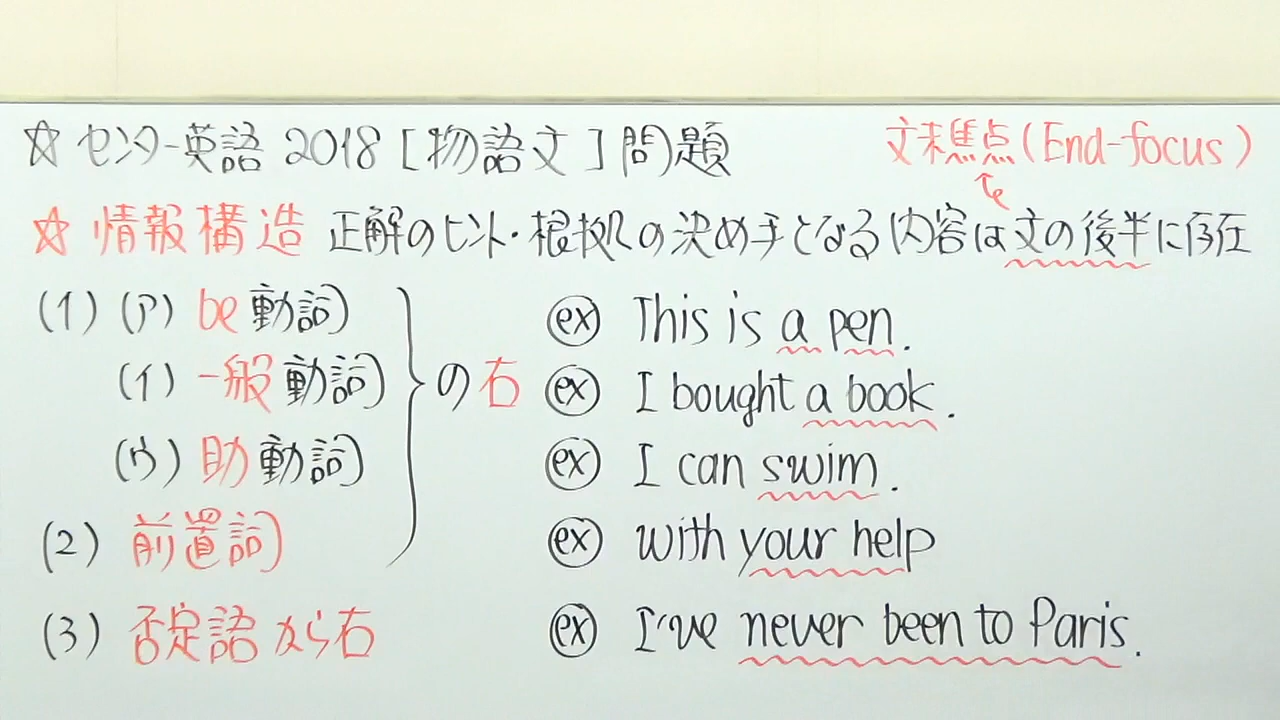 ☆ センター英語 2018 [物語文] 問題 文末焦点 (End-focus)
☆ 情報構造 正解のヒント・根拠の決め手となる内容は文の後半に存在
(1) (ア) be動詞 ex This is a pen.
(イ) 一般動詞 の右 ex I bought a book.
(ウ) 助動詞 ex I can swim.
(2) 前置詞 ex with your help
(3) 否定語から右 ex I've never been to Paris.